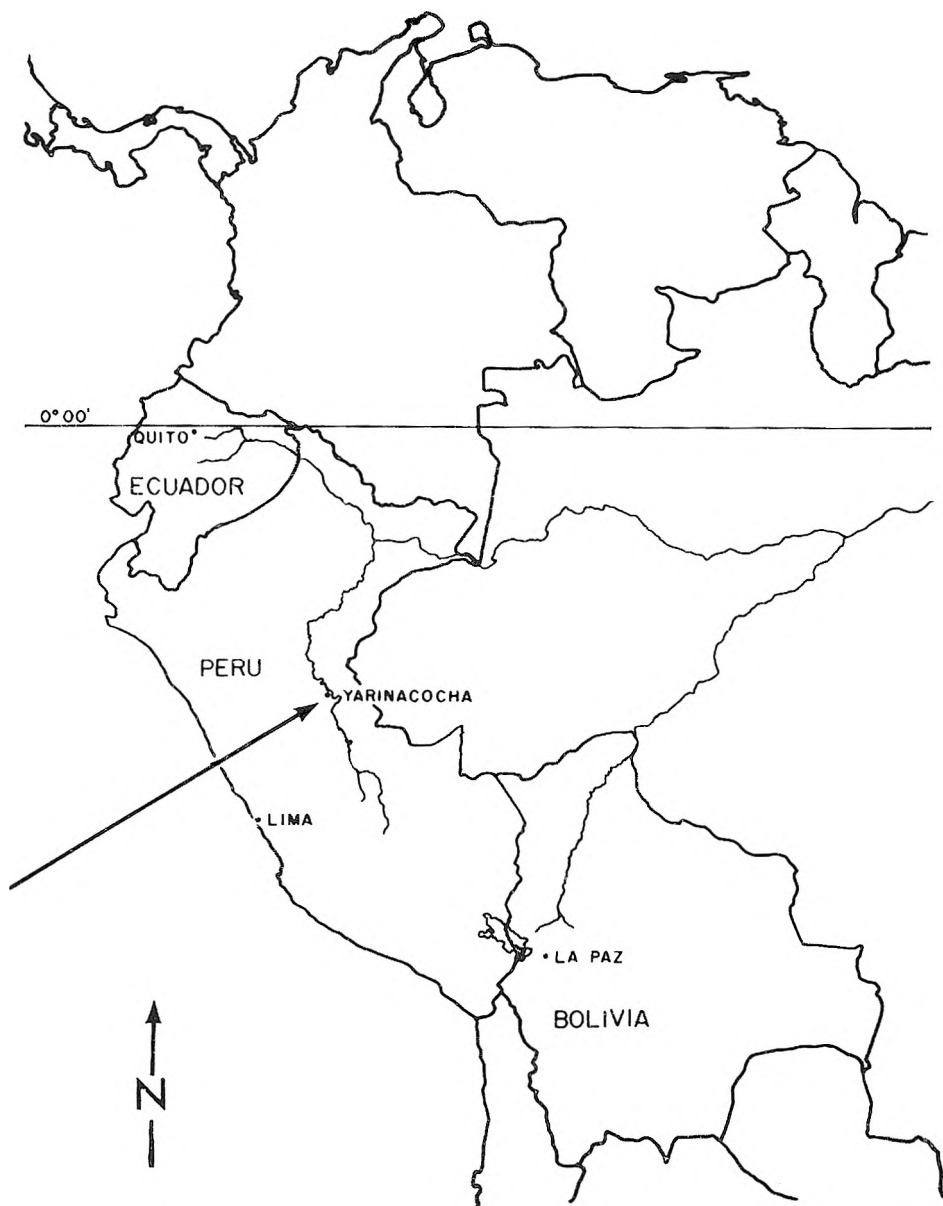 0° 00'
QUITO
ECUADOR
PERU
YARINACOCHA
LIMA
LA PAZ
BOLIVIA
N